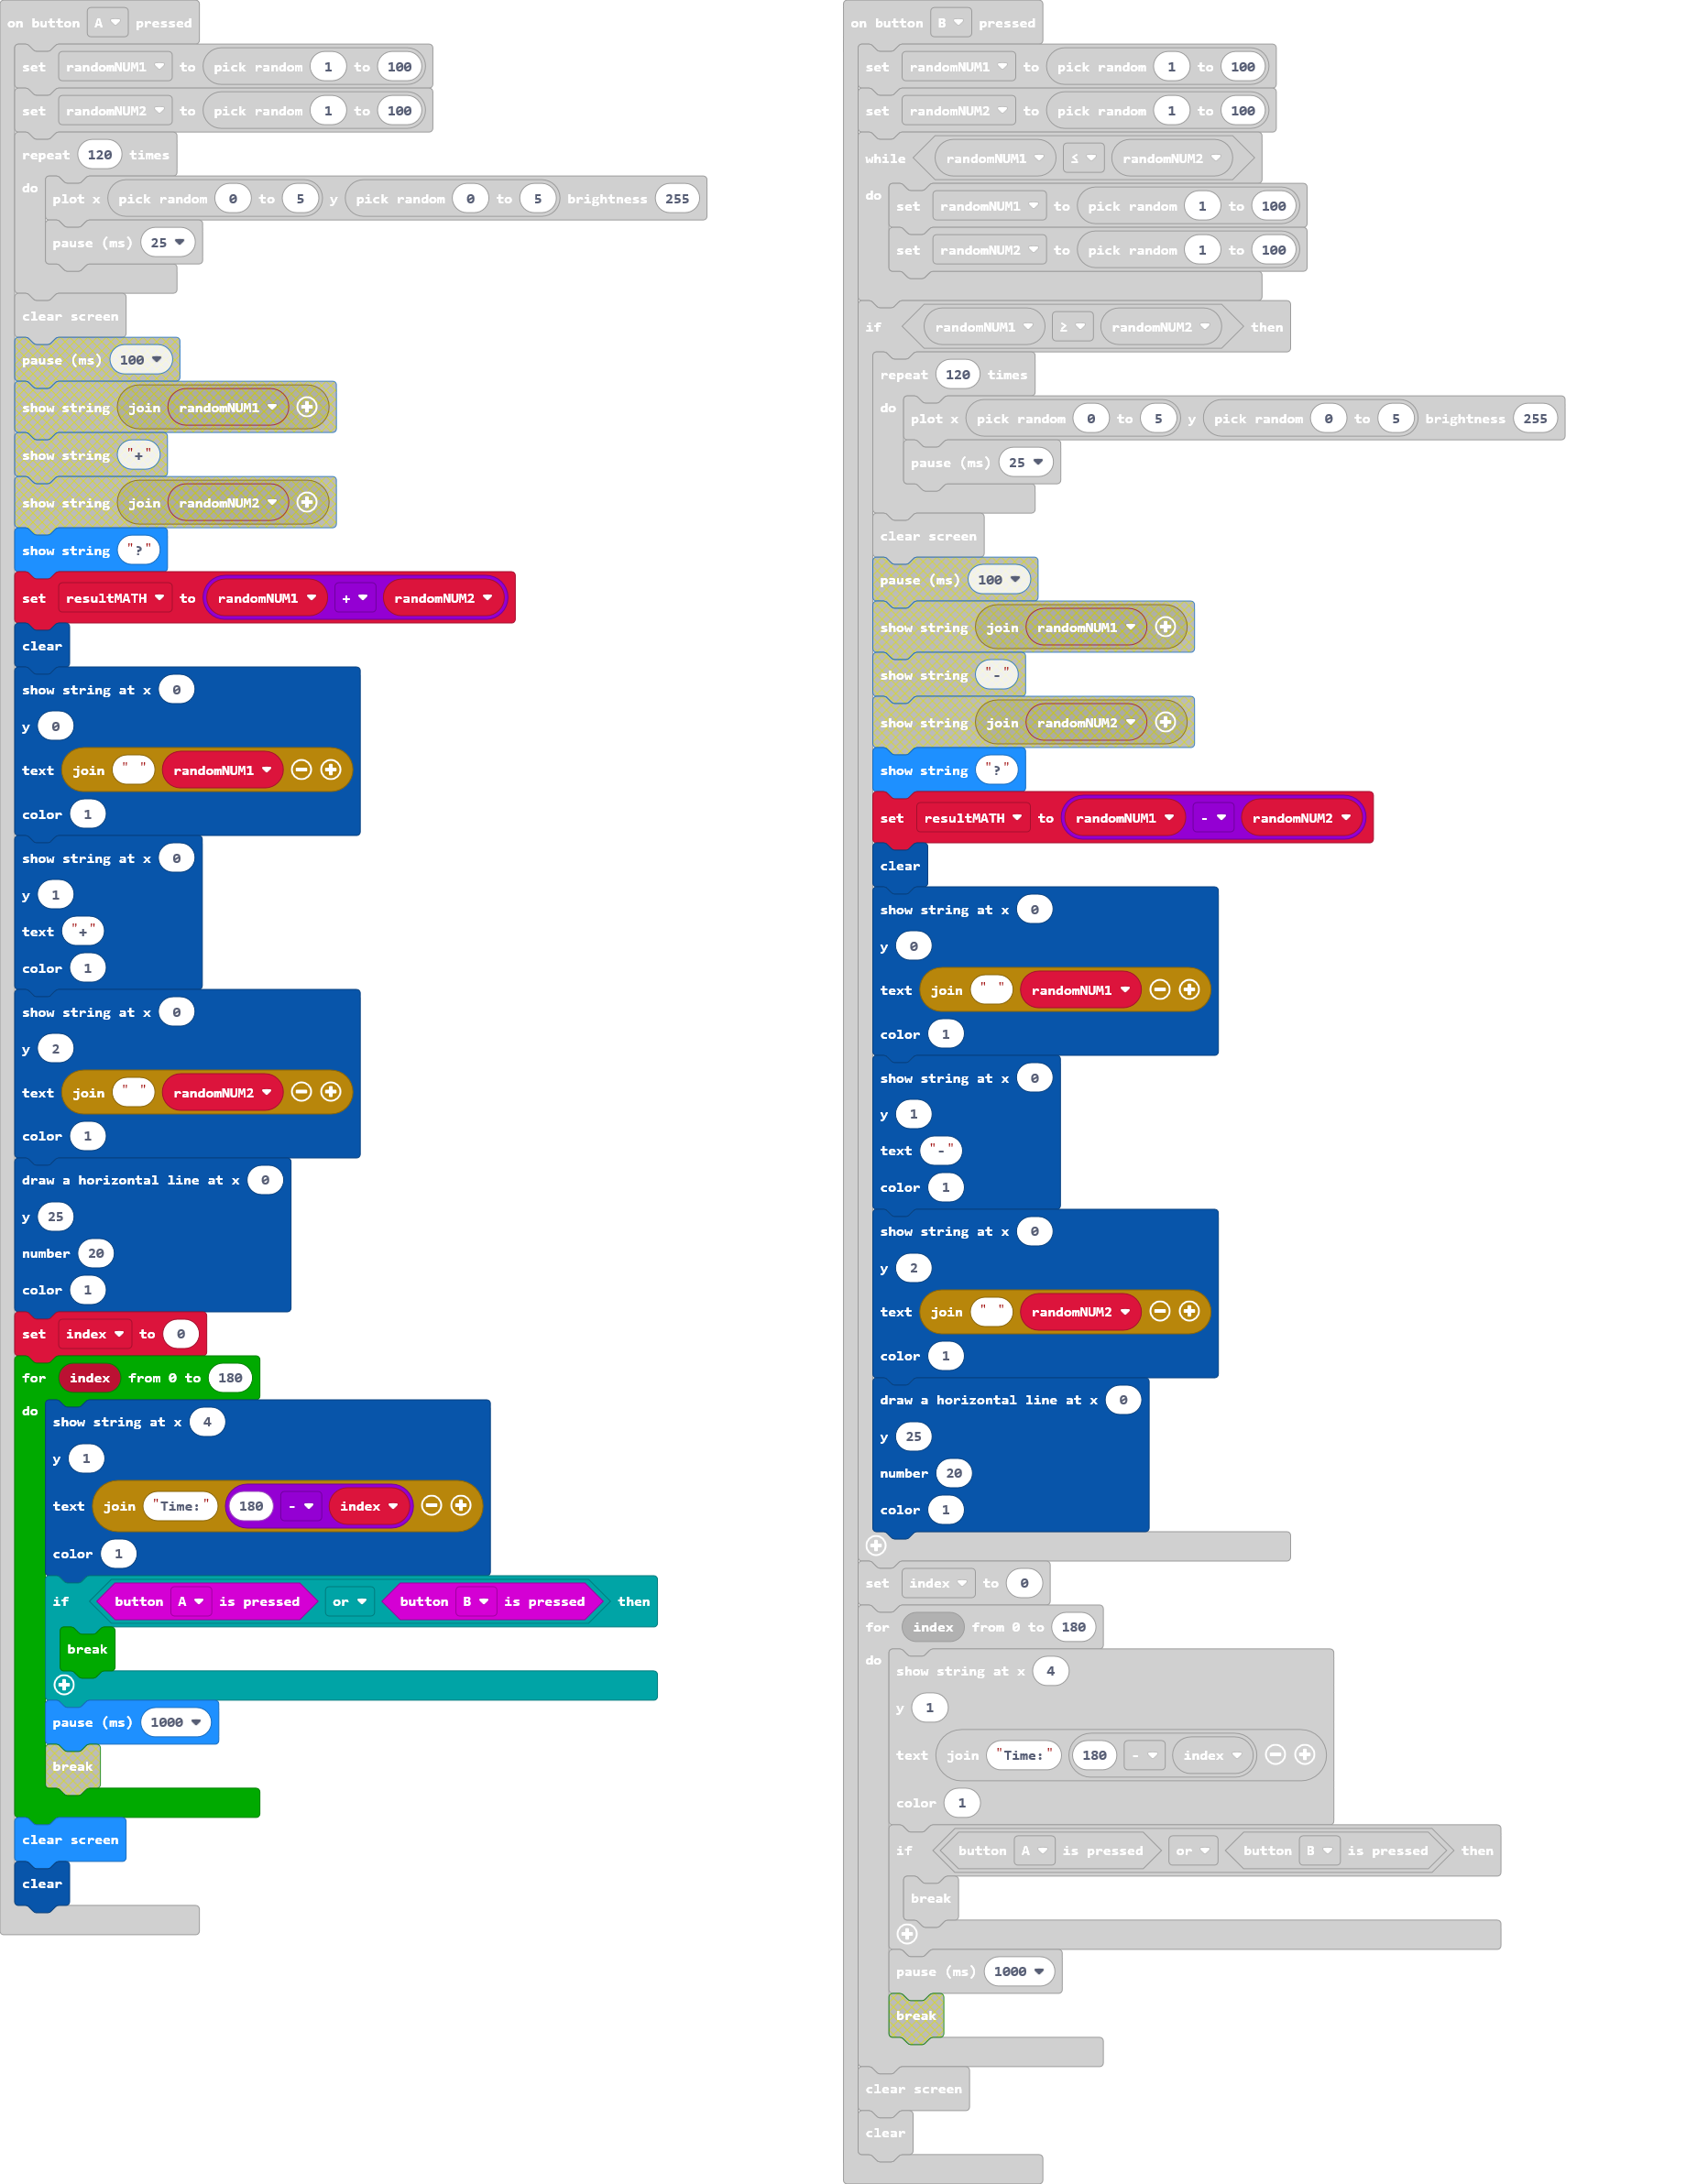 on button A pressed
set randomNUM1 to pick random 1 to 100
set randomNUM2 to pick random 1 to 100
repeat 120 times
do
plot x pick random 0 to 5 y pick random 0 to 5 brightness 255
pause (ms) 25
clear screen
pause (ms) 100
show string join randomNUM1
show string "+"
show string join randomNUM2
show string "?"
set resultMATH to randomNUM1 + randomNUM2
clear
show string at x 0
y 0
text join " " randomNUM1
color 1
show string at x 0
y 1
text "+"
color 1
show string at x 0
y 2
text join " " randomNUM2
color 1
draw a horizontal line at x 0
y 25
number 20
color 1
set index to 0
for index from 0 to 180
do
show string at x 4
y 1
text join "Time:" 180 - index
color 1
if button A is pressed or button B is pressed then
break
pause (ms) 1000
break
clear screen
clear
on button B pressed
set randomNUM1 to pick random 1 to 100
set randomNUM2 to pick random 1 to 100
while randomNUM1 ≤ randomNUM2
do
set randomNUM1 to pick random 1 to 100
set randomNUM2 to pick random 1 to 100
if randomNUM1 ≥ randomNUM2 then
repeat 120 times
do
plot x pick random 0 to 5 y pick random 0 to 5 brightness 255
pause (ms) 25
clear screen
pause (ms) 100
show string join randomNUM1
show string "-"
show string join randomNUM2
show string "?"
set resultMATH to randomNUM1 - randomNUM2
clear
show string at x 0
y 0
text join " " randomNUM1
color 1
show string at x 0
y 1
text "-"
color 1
show string at x 0
y 2
text join " " randomNUM2
color 1
draw a horizontal line at x 0
y 25
number 20
color 1
set index to 0
for index from 0 to 180
do
show string at x 4
y 1
text join "Time:" 180 - index
color 1
if button A is pressed or button B is pressed then
break
pause (ms) 1000
break
clear screen
clear